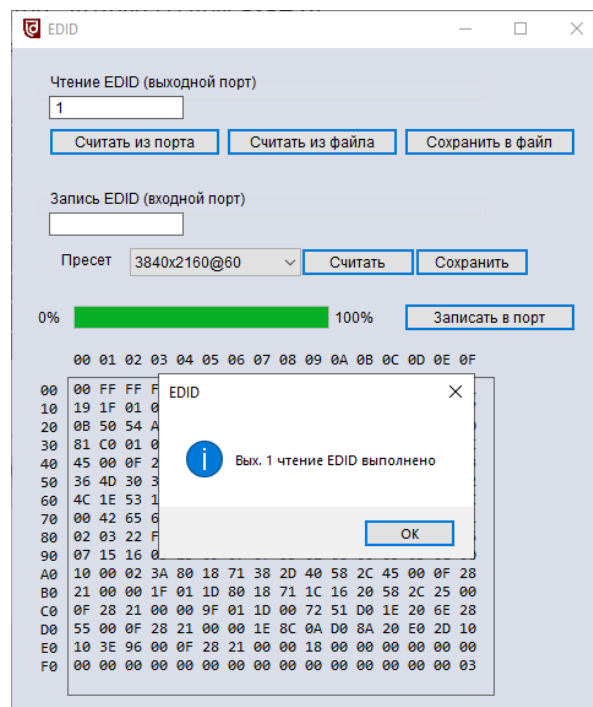 EDID
Чтение EDID (выходной порт)
1
Считать из порта Считать из файла Сохранить в файл
Запись EDID (входной порт)
Пресет 3840x2160@60 Считать Сохранить
0% 100% Записать в порт
00 01 02 03 04 05 06 07 08 09 0A 0B 0C 0D 0E 0F
00 00 FF FF
10 19 1F 01
20 0B 50 54
30 81 C0 01
40 45 00 0F
50 36 4D 30
60 4C 1E 53
70 00 42 65
80 02 03 22
90 07 15 16
EDID
Вых. 1 чтение EDID выполнено
OK
A0 10 00 02 3A 80 18 71 38 2D 40 58 2C 45 00 0F 28
B0 21 00 00 1F 01 1D 80 18 71 1C 16 20 58 2C 25 00
C0 0F 28 21 00 00 9F 01 1D 00 72 51 D0 1E 20 6E 28
D0 55 00 0F 28 21 00 00 1E 8C 0A D0 8A 20 E0 2D 10
E0 10 3E 96 00 0F 28 21 00 00 18 00 00 00 00 00 00
F0 00 00 00 00 00 00 00 00 00 00 00 00 00 00 00 03